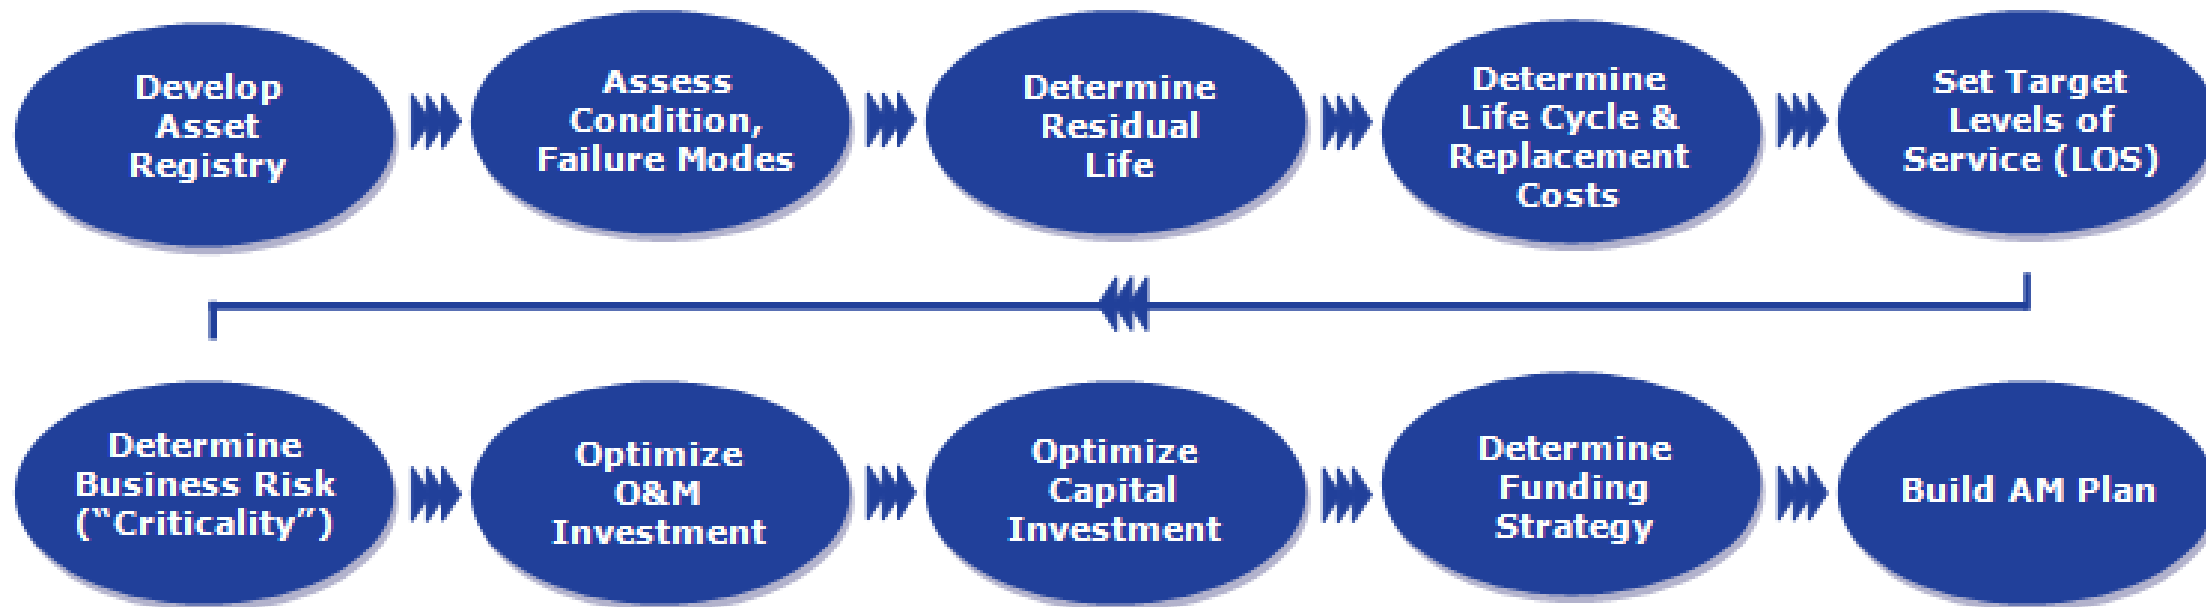 Develop
Asset
Registry
Assess
Condition,
Failure Modes
Determine
Residual
Life
Determine
Life Cycle &
Replacement
Costs
Set Target
Levels of
Service (LOS)
Determine
Business Risk
(“Criticality”)
Optimize
O&M
Investment
Optimize
Capital
Investment
Determine
Funding
Strategy
Build AM Plan